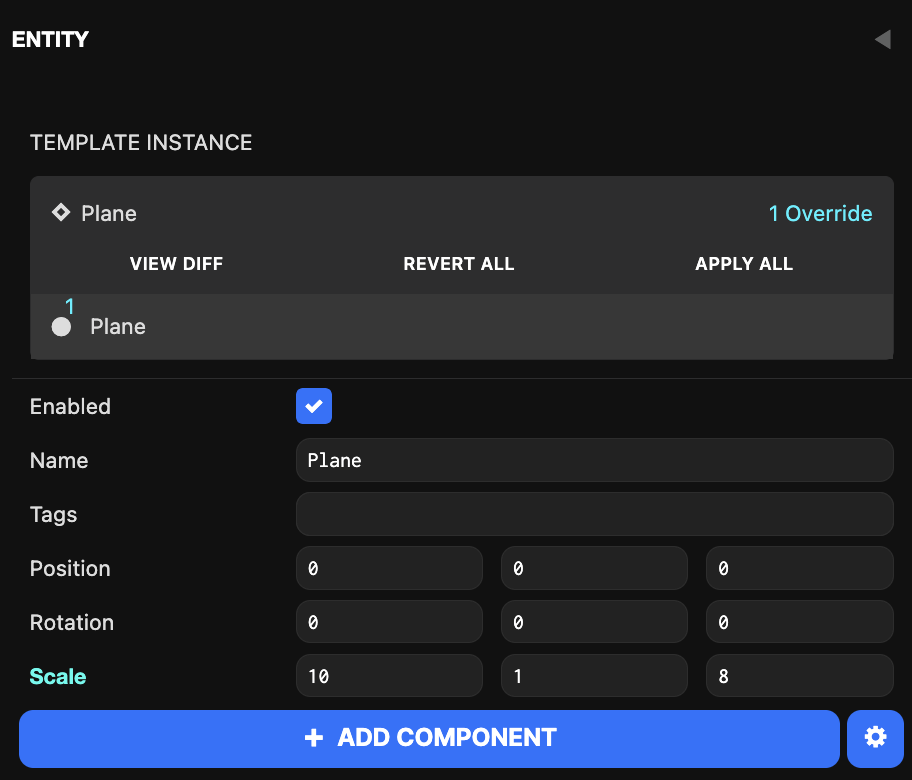 ENTITY
TEMPLATE INSTANCE
Plane 1 Override
VIEW DIFF REVERT ALL APPLY ALL
1
Plane
Enabled
Name Plane
Tags
Position 0 0 0
Rotation 0 0 0
Scale 10 1 8
+ ADD COMPONENT